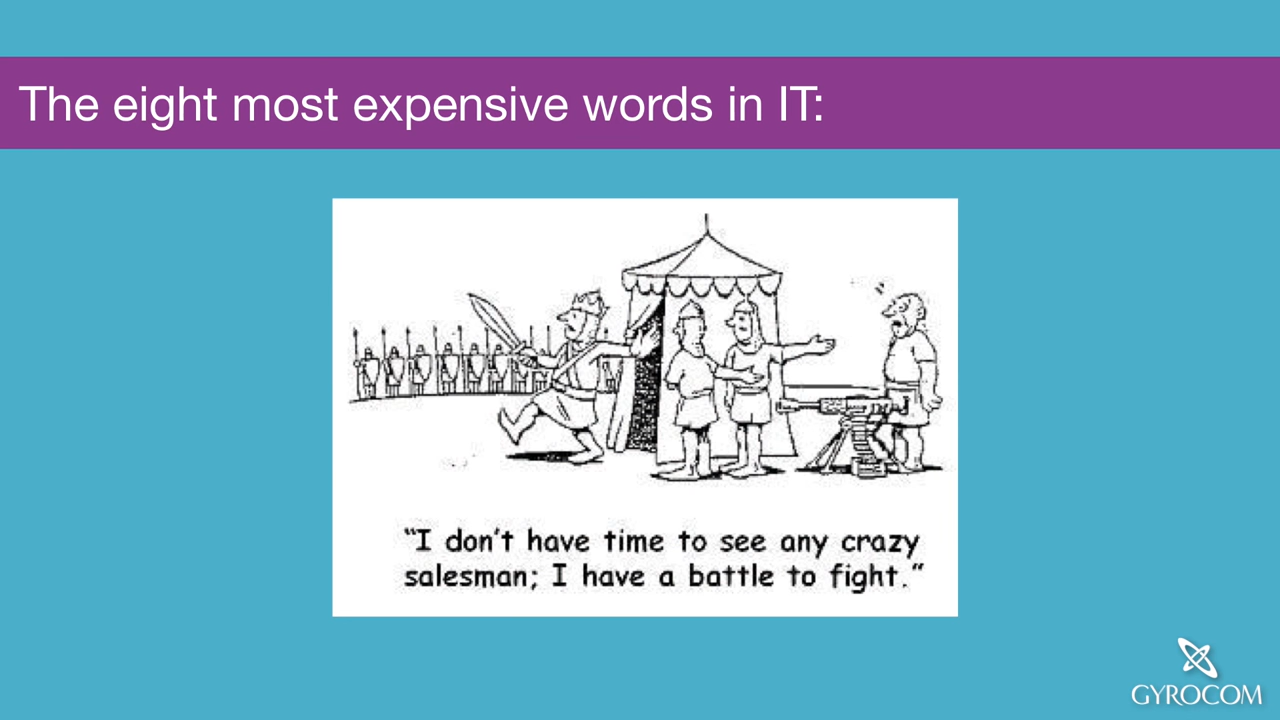 The eight most expensive words in IT:
“I don’t have time to see any crazy
salesman; I have a battle to fight.”
GYROCOM